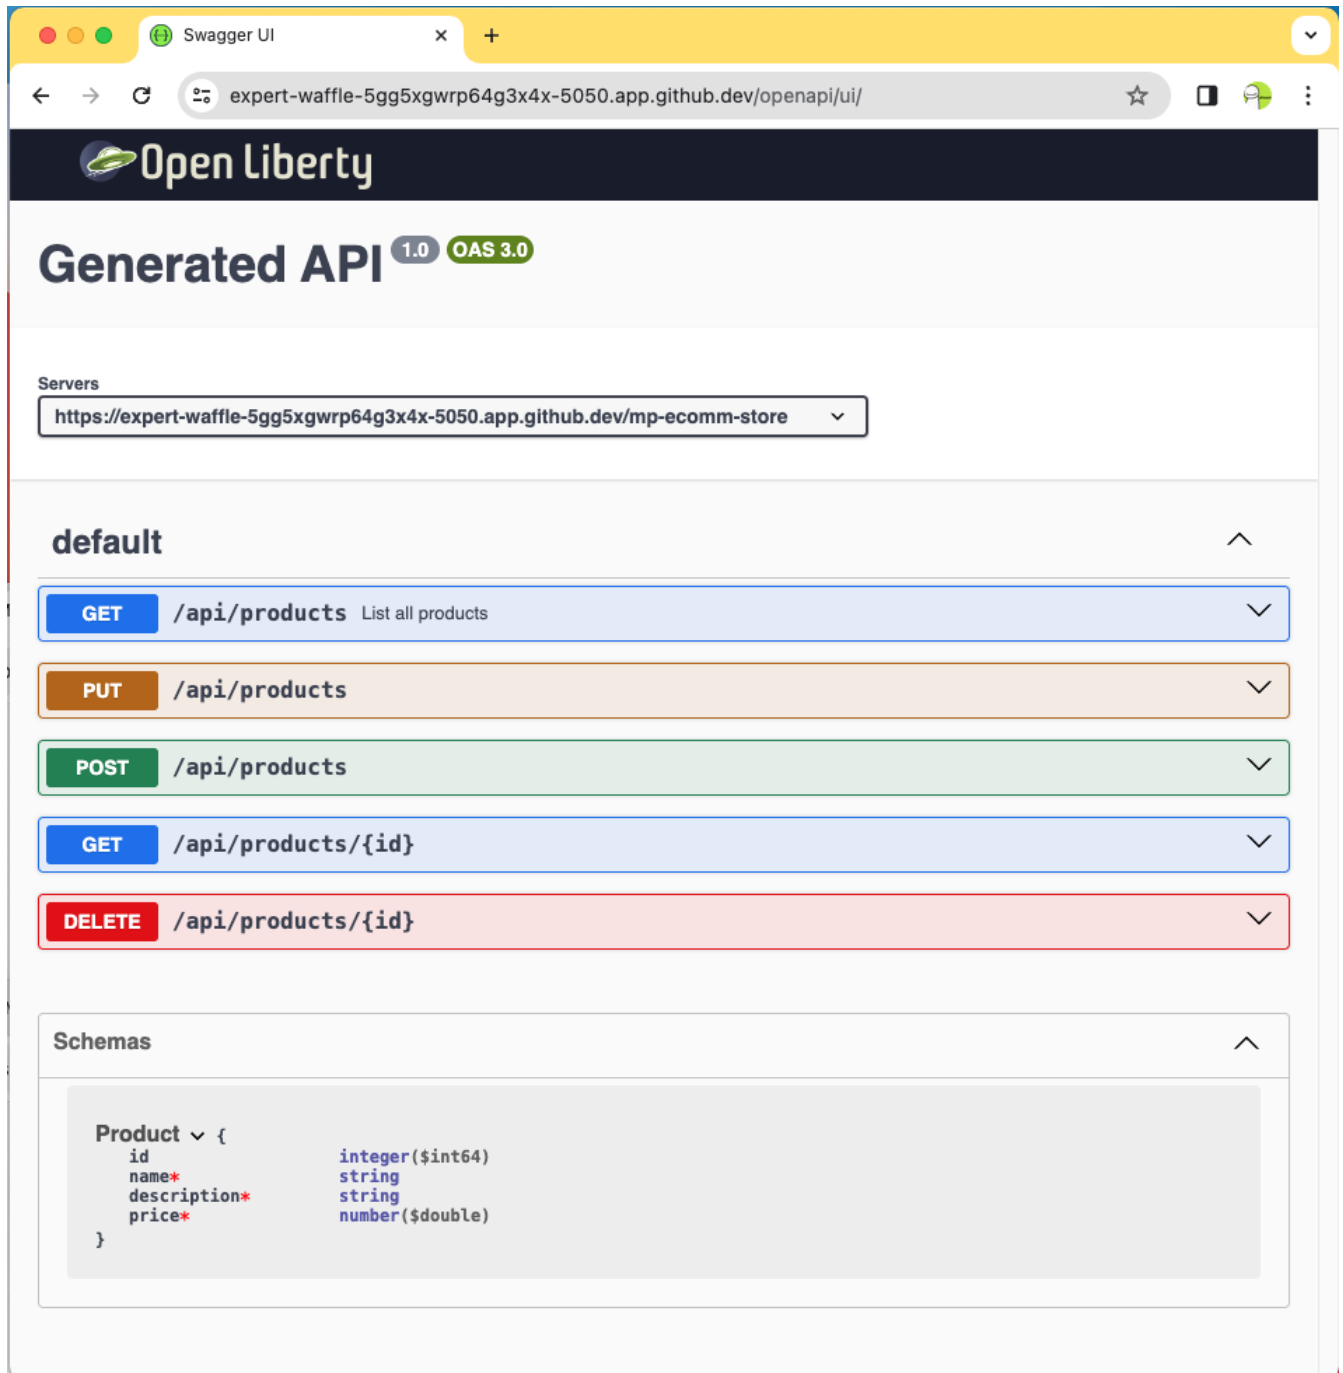 Swagger UI
expert-waffle-5gg5xgwrp64g3x4x-5050.app.github.dev/openapi/ui/
Open Liberty
Generated API 1.0 OAS 3.0
Servers
https://expert-waffle-5gg5xgwrp64g3x4x-5050.app.github.dev/mp-ecomm-store
default
GET /api/products List all products
PUT /api/products
POST /api/products
GET /api/products/{id}
DELETE /api/products/{id}
Schemas
Product {
id integer($int64)
name* string
description* string
price* number($double)
}